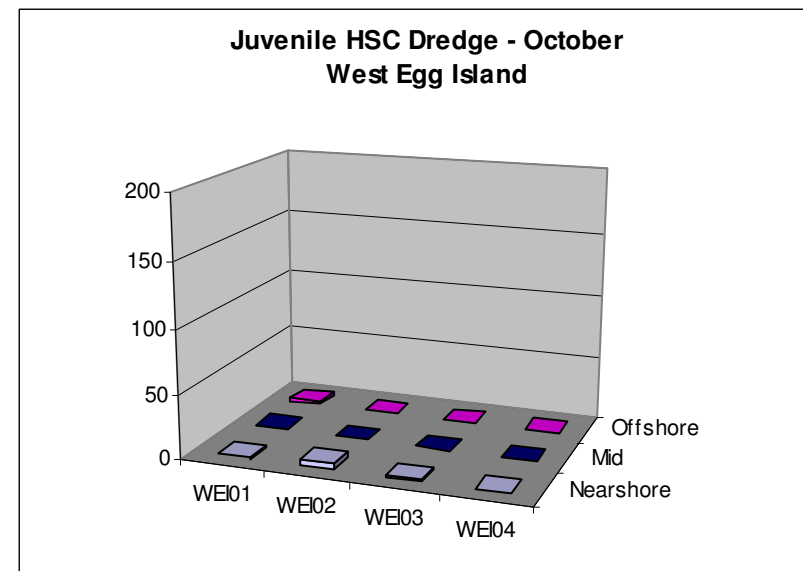 Juvenile HSC Dredge - October
West Egg Island
200
150
100
50
0
WEI01
WEI02
WEI03
WEI04
Offshore
Mid
Nearshore